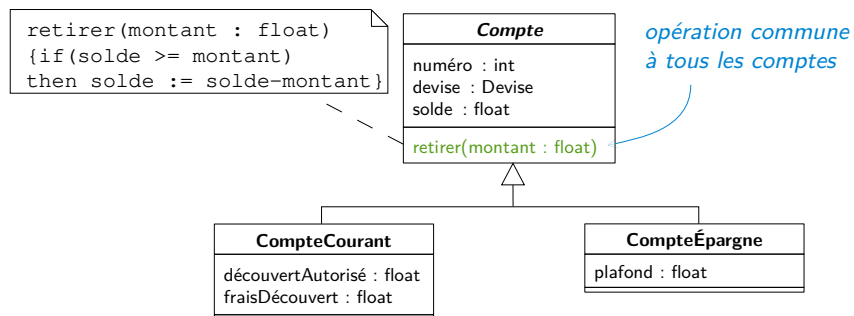 retirer(montant : float)
{if(solde >= montant)
then solde := solde-montant}
Compte
numéro : int
devise : Devise
solde : float
retirer(montant : float)
opération commune
à tous les comptes
CompteCourant
découvertAutorisé : float
fraisDécouvert : float
CompteÉpargne
plafond : float